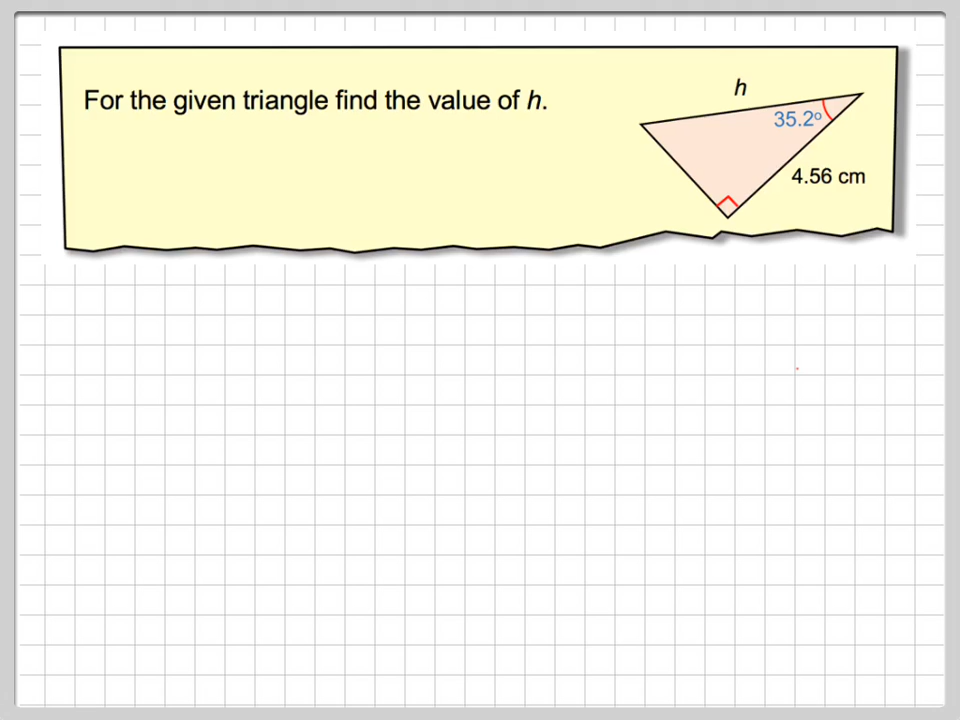 For the given triangle find the value of h.
h
35.2°
4.56 cm